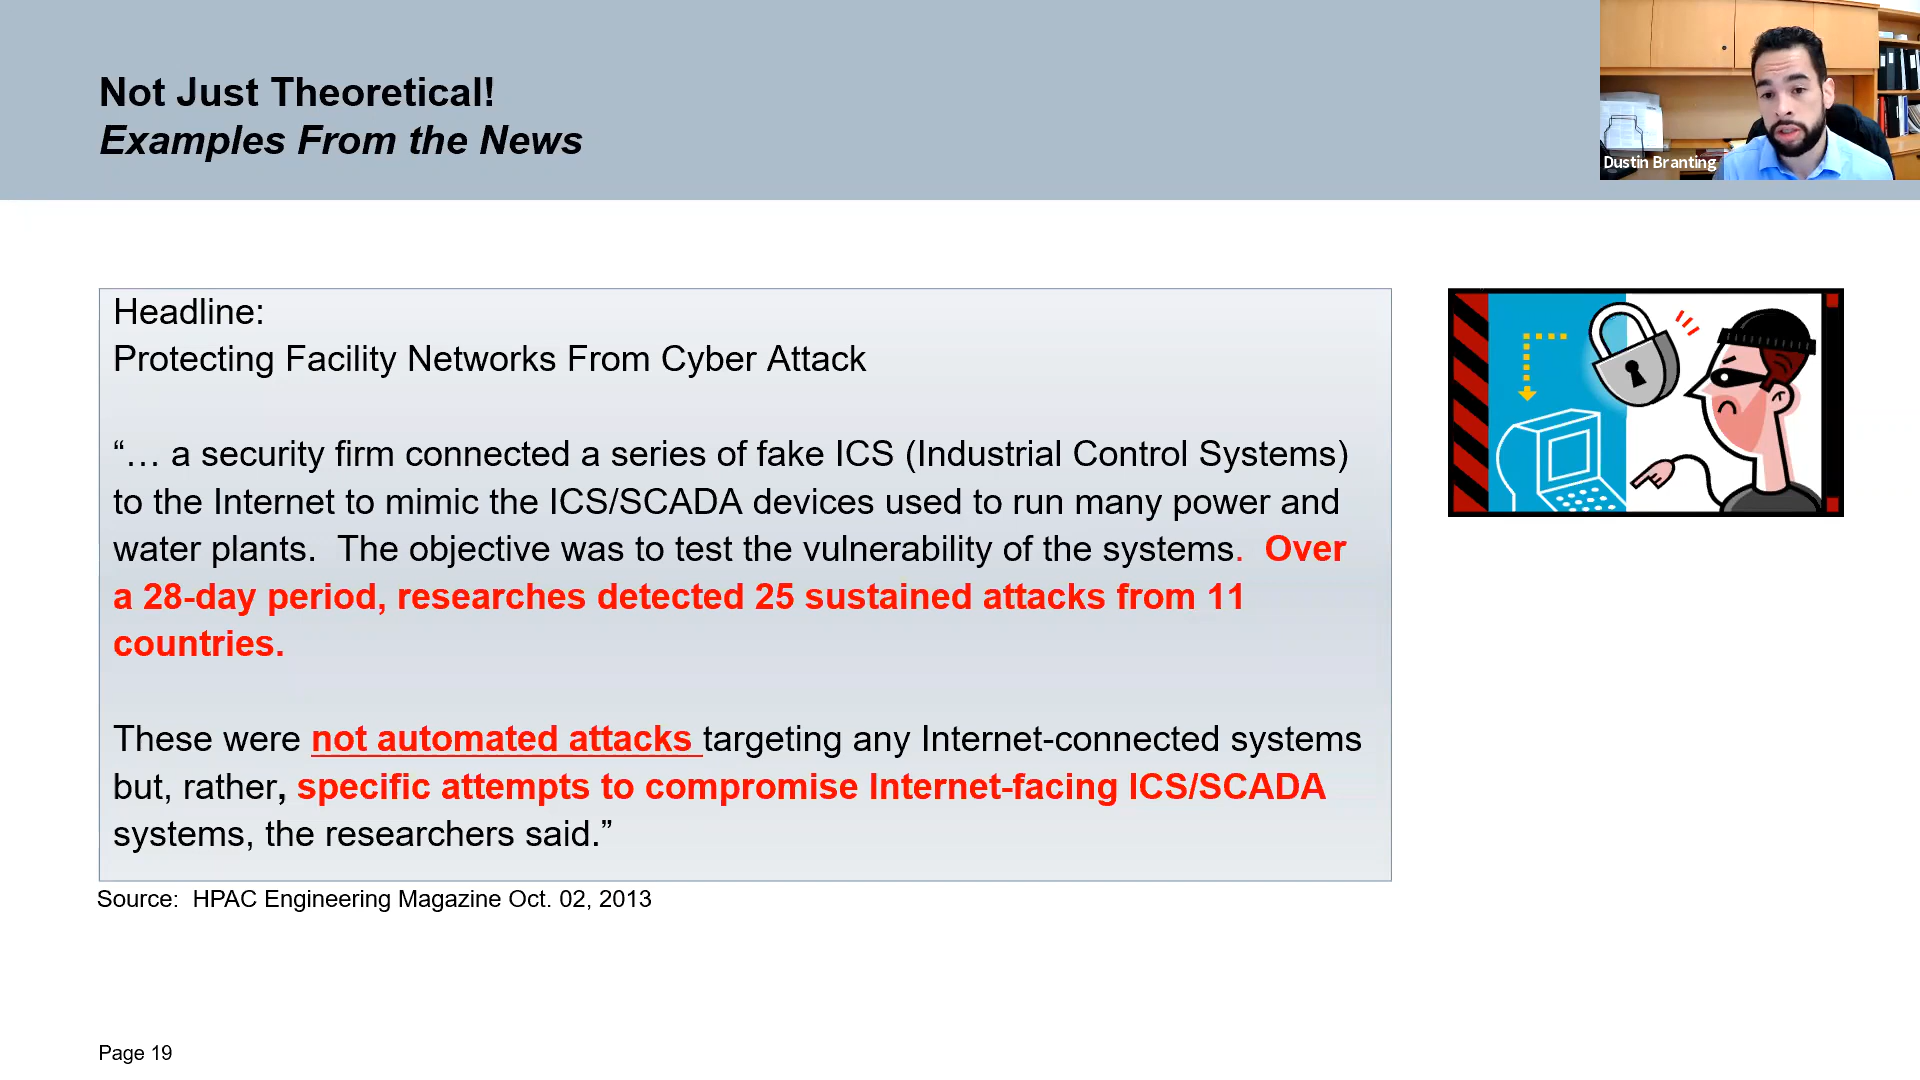 Not Just Theoretical!
Examples From the News
Dustin Branting
Headline:
Protecting Facility Networks From Cyber Attack
“… a security firm connected a series of fake ICS (Industrial Control Systems)
to the Internet to mimic the ICS/SCADA devices used to run many power and
water plants.  The objective was to test the vulnerability of the systems.  Over
a 28-day period, researches detected 25 sustained attacks from 11
countries.
These were not automated attacks targeting any Internet-connected systems
but, rather, specific attempts to compromise Internet-facing ICS/SCADA
systems, the researchers said.”
Source:  HPAC Engineering Magazine Oct. 02, 2013
Page 19